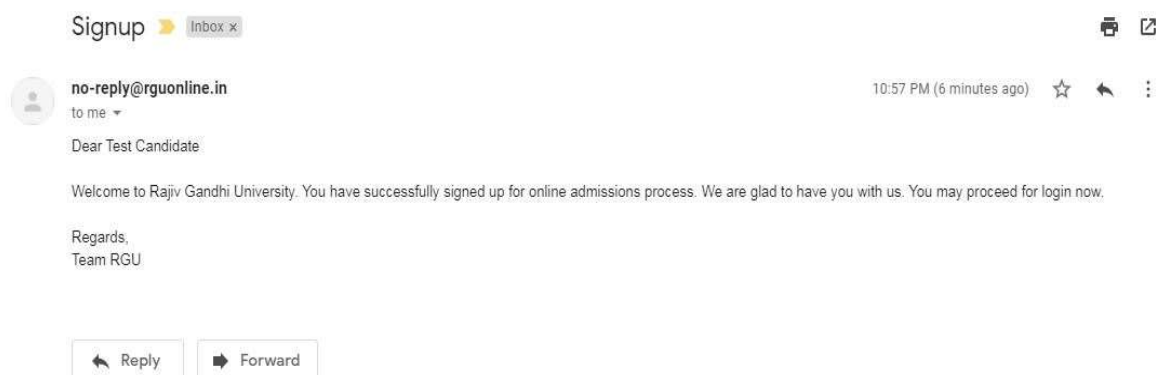 Signup Inbox x
no-reply@rguonline.in 10:57 PM (6 minutes ago)
to me
Dear Test Candidate
Welcome to Rajiv Gandhi University. You have successfully signed up for online admissions process. We are glad to have you with us. You may proceed for login now.
Regards,
Team RGU
Reply Forward